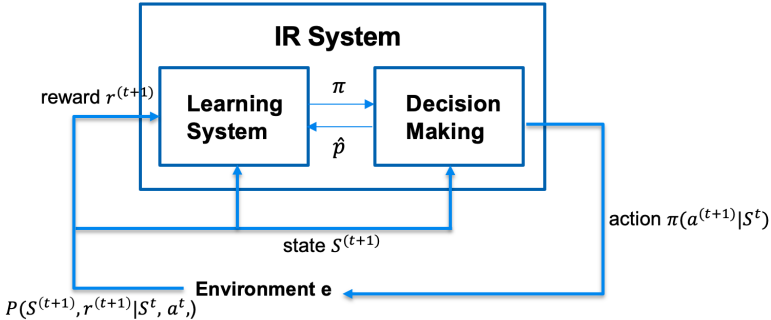 IR System
reward r^(t+1)
Learning
System
π
p̂
Decision
Making
action π(a^(t+1)|S^t)
state S^(t+1)
Environment e
P(S^(t+1), r^(t+1)|S^t, a^t,)